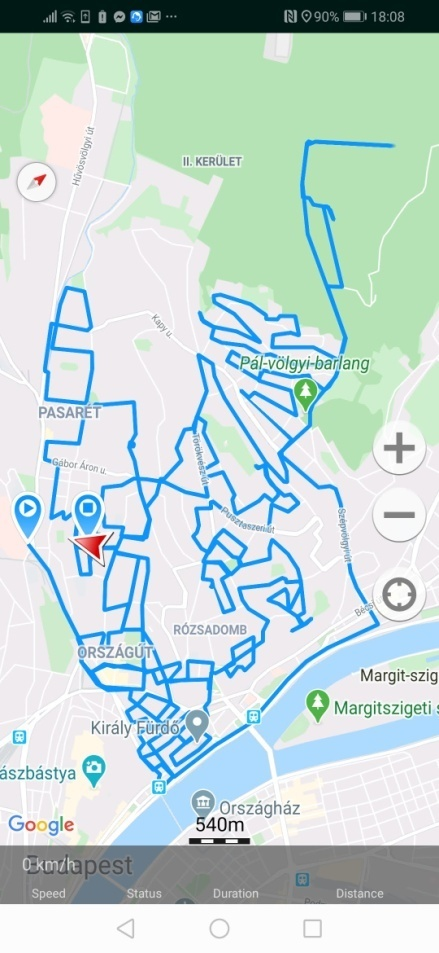 90% 18:08
Hűvösvölgyi út
II. KERÜLET
Kapy u.
Pál-völgyi-barlang
PASARÉT
Törökvész út
Gábor Áron u.
Pusztaszeri út
Szépvölgyi út
Bécsi
RÓZSADOMB
ORSZÁGÚT
Margit-szig
Margitszigeti s
Király Fürdő
ászbástya
Országház
Google
540m
0 km/h
Budapest
Speed Status Duration Distance